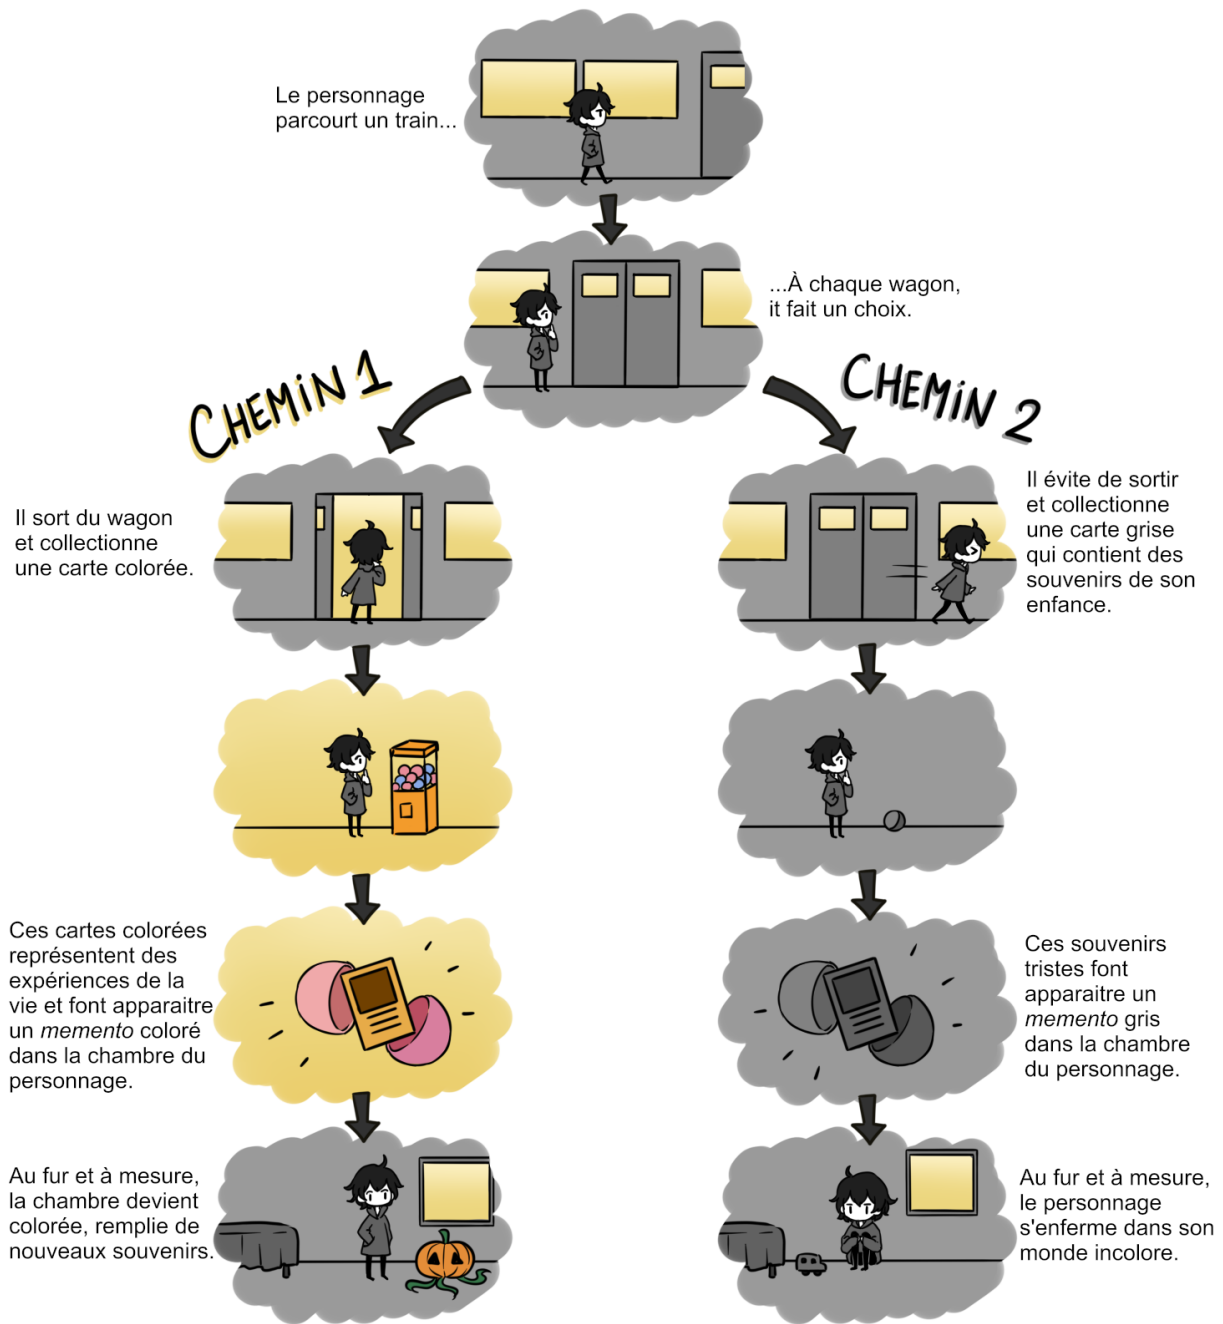 Le personnage
parcourt un train...
...À chaque wagon,
it fait un choix.
CHEMiN 1
CHEMiN 2
Il sort du wagon
et collectionne
une carte colorée.
Il évite de sortir
et collectionne
une carte grise
qui contient des
souvenirs de son
enfance.
Ces cartes colorées
représentent des
expériences de la
vie et font apparaitre
un memento coloré
dans la chambre du
personnage.
Ces souvenirs
tristes font
apparaitre un
memento gris
dans la chambre
du personnage.
Au fur et à mesure,
la chambre devient
colorée, remplie de
nouveaux souvenirs.
Au fur et à mesure,
le personnage
s'enferme dans son
monde incolore.